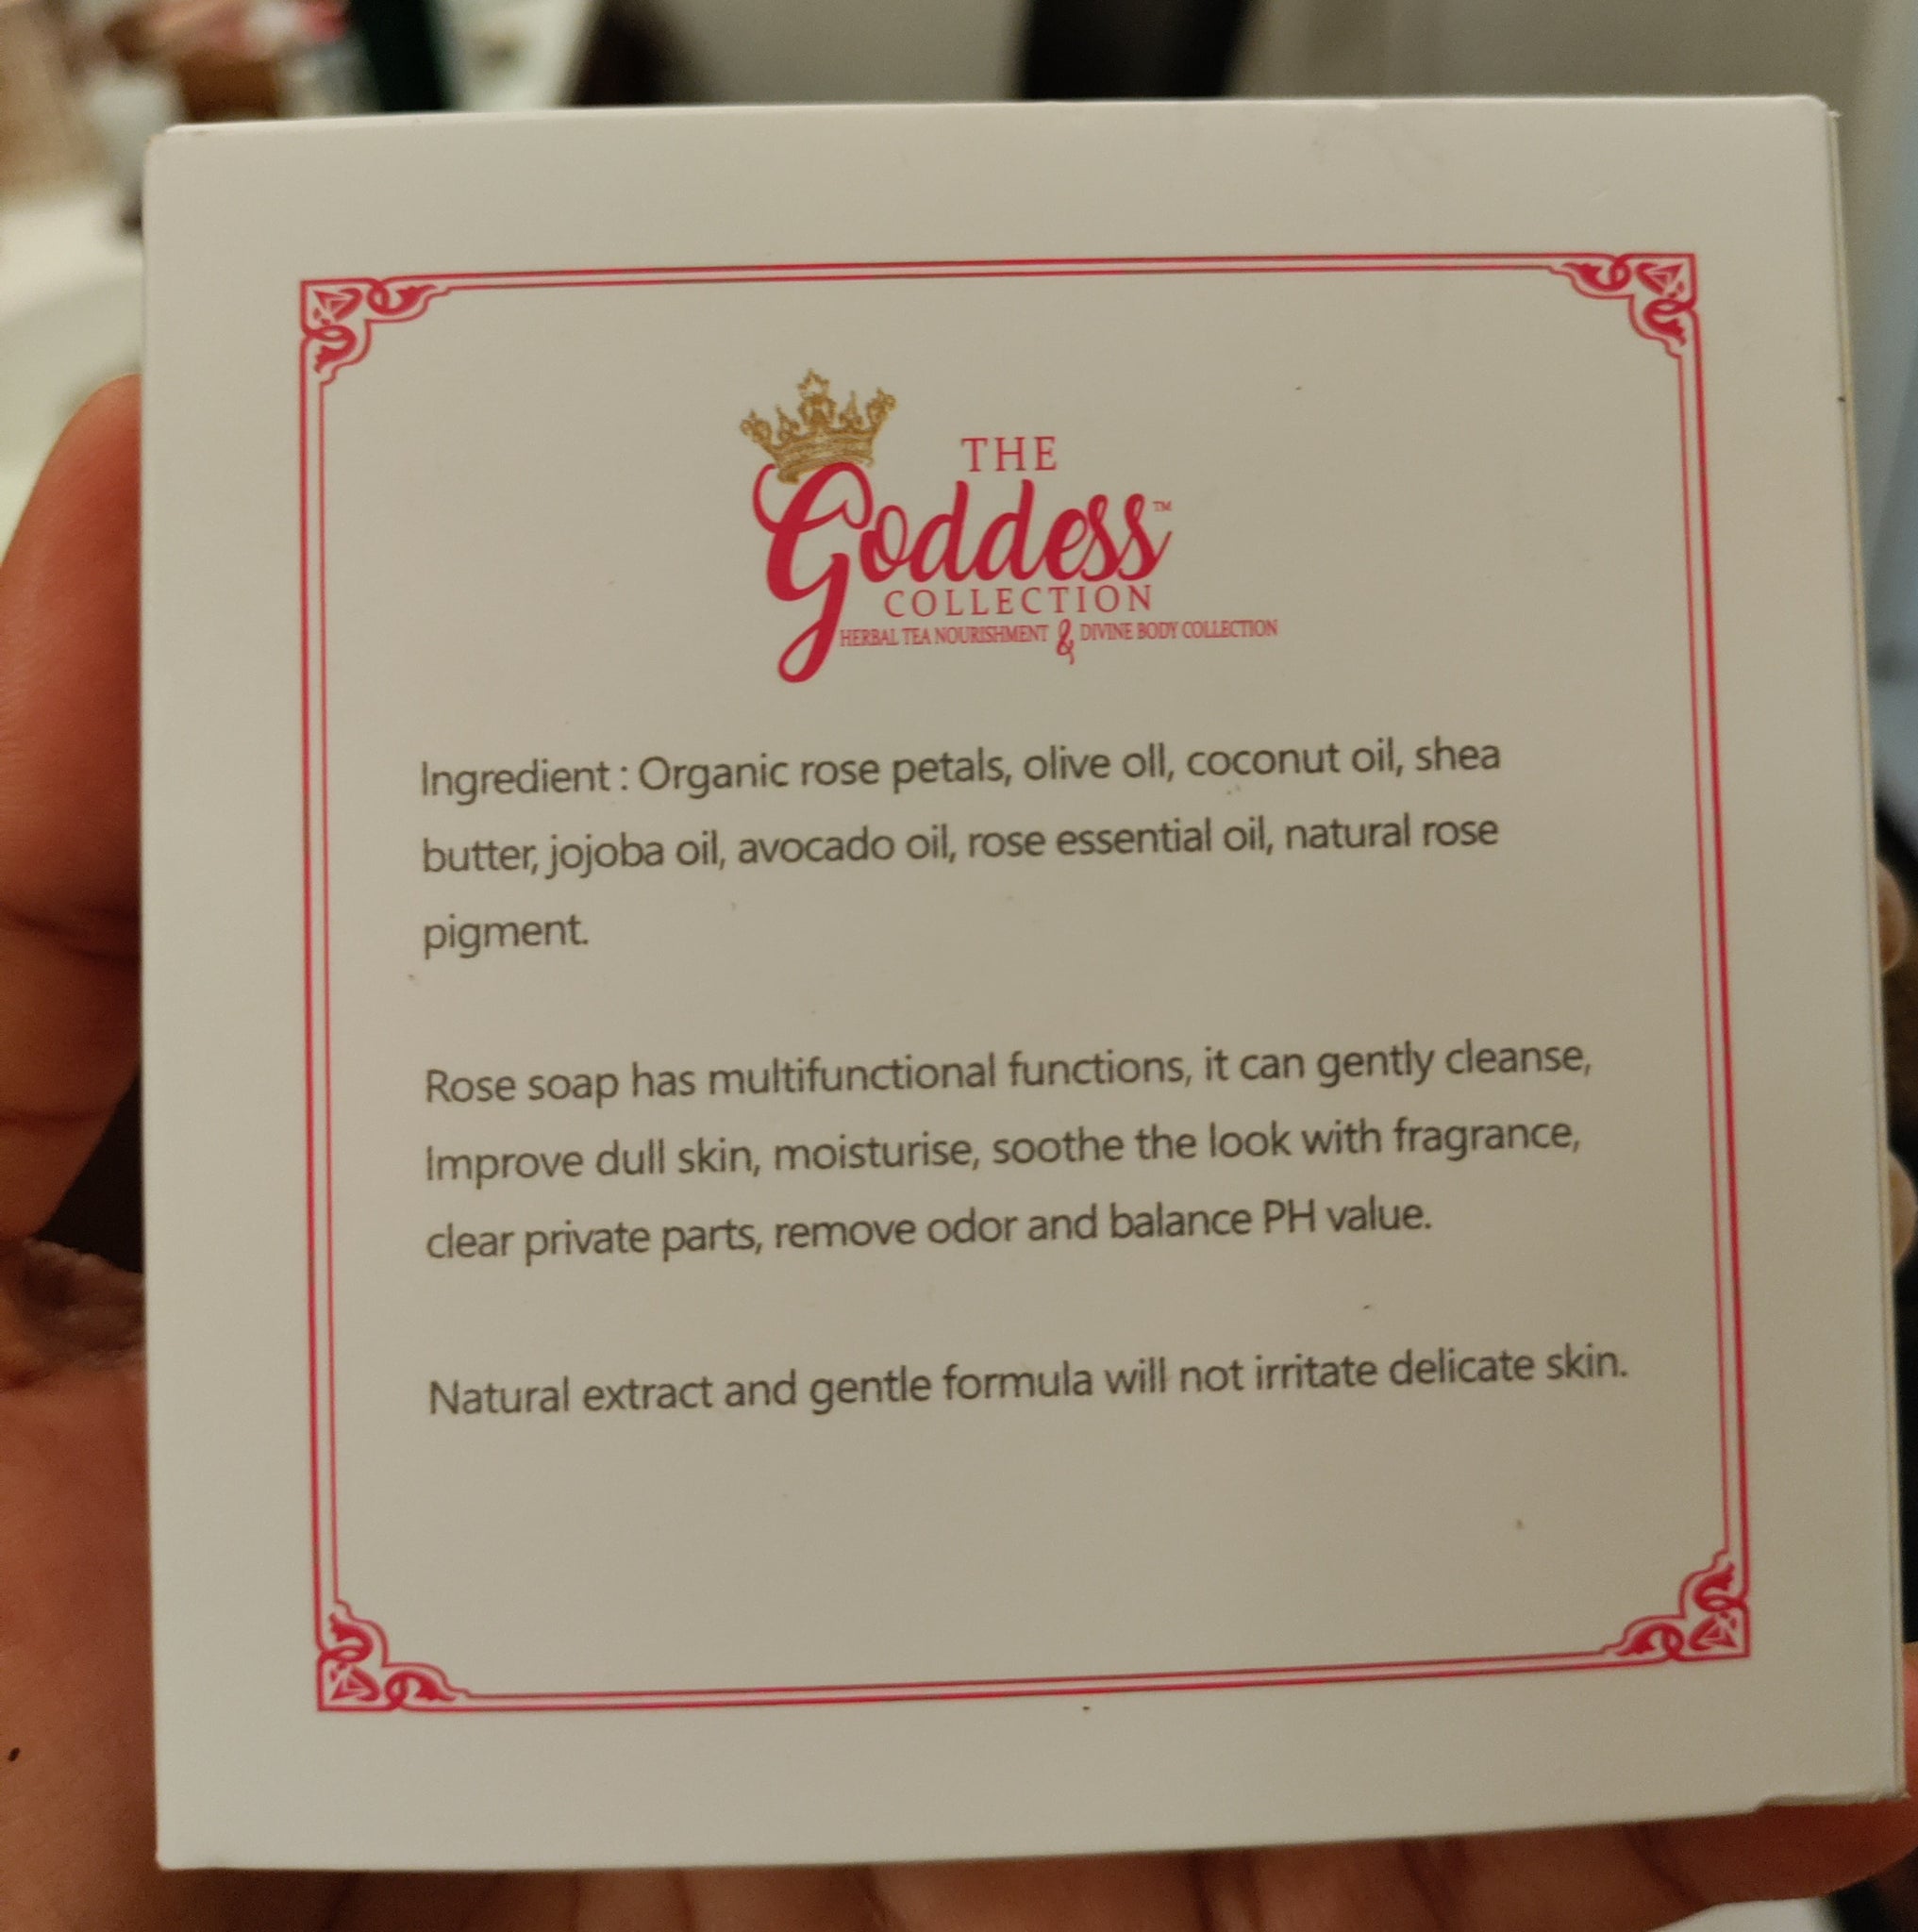 THE
Goddess™
COLLECTION
HERBAL TEA NOURISHMENT & DIVINE BODY COLLECTION
Ingredient : Organic rose petals, olive oll, coconut oil, shea
butter, jojoba oil, avocado oil, rose essential oil, natural rose
pigment.
Rose soap has multifunctional functions, it can gently cleanse,
Improve dull skin, moisturise, soothe the look with fragrance,
clear private parts, remove odor and balance PH value.
Natural extract and gentle formula will not irritate delicate skin.